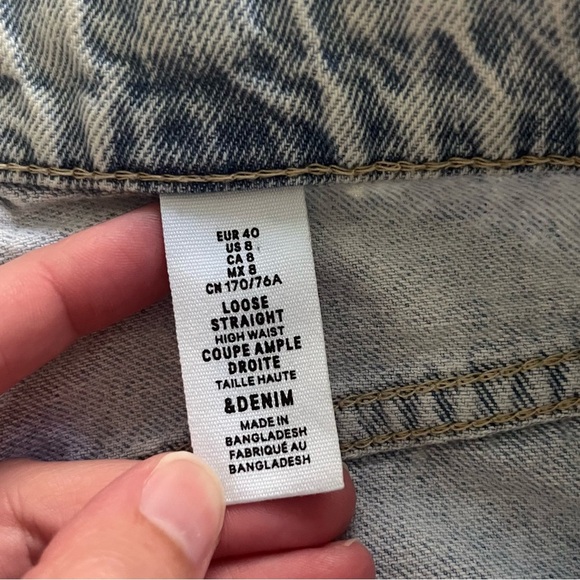 EUR 40
US 8
CA 8
MX 8
CN 170/76A
LOOSE
STRAIGHT
HIGH WAIST
COUPE AMPLE
DROITE
TAILLE HAUTE
&DENIM
MADE IN
BANGLADESH
FABRIQUÉ AU
BANGLADESH